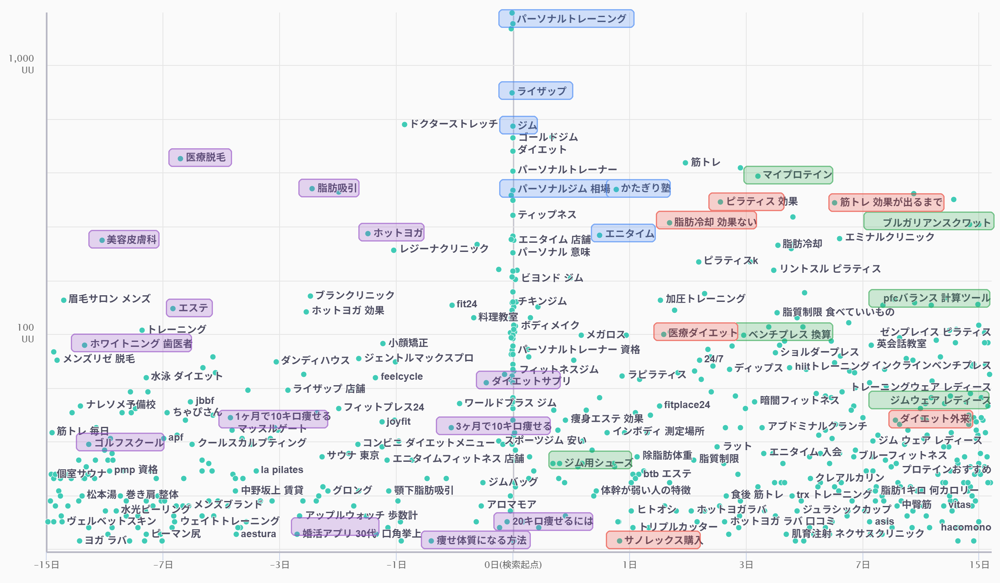 パーソナルトレーニング
1,000
UU
ライザップ
ドクターストレッチ
ジム
ゴールドジム
ダイエット
医療脱毛
筋トレ
パーソナルトレーナー
マイプロテイン
脂肪吸引
パーソナルジム 相場
かたぎり塾
ピラティス 効果
筋トレ 効果が出るまで
ティップネス
脂肪冷却 効果ない
ブルガリアンスクワット
ホットヨガ
エニタイム
美容皮膚科
エニタイム 店舗
エミナルクリニック
脂肪冷却
レジーナクリニック
パーソナル 意味
ピラティスk
リントスル ピラティス
ビヨンド ジム
眉毛サロン メンズ
ブランクリニック
加圧トレーニング
pfcバランス 計算ツール
エステ
ホットヨガ 効果
fit24
チキンジム
脂質制限 食べていいもの
料理教室
100
UU
トレーニング
ボディメイク
メガロス
医療ダイエット
ベンチプレス 換算
ゼンプレイス ピラティス
ホワイトニング 歯医者
小顔矯正
英会話教室
パーソナルトレーナー 資格
ショルダープレス
メンズリゼ 脱毛
ダンディハウス
ジェントルマックスプロ
24/7
フィットネスジム
ディップス
hiitトレーニング
インクラインベンチプレス
水泳 ダイエット
feelcycle
ダイエットサプリ
ラピラティス
ライザップ 店舗
トレーニングウェア レディース
ナレソメ予備校
jbbf
フィットプレス24
ワールドプラス ジム
fitplace24
暗闇フィットネス
ジムウェア レディース
ちゃぴさん
1ヶ月で10キロ痩せる
joyfit
痩身エステ 効果
ダイエット外来
筋トレ 毎日
マッスルゲート
3ヶ月で10キロ痩せる
インボディ 測定場所
アブドミナルクランチ
ゴルフスクール
apf
クールスカルプティング
コンビニ ダイエットメニュー
スポーツジム 安い
ラット
ジム ウェア レディース
サウナ 東京
エニタイムフィットネス 店舗
ジム用シューズ
除脂肪体重
脂質制限
エニタイム 入会
ブルーフィットネス
個室サウナ
pmp 資格
la pilates
btb エステ
クレアルカリン
プロテインおすすめ
ジムバッグ
松本湯
巻き肩 整体
中野坂上 賃貸
グロング
顎下脂肪吸引
体幹が弱い人の特徴
食後 筋トレ
trx トレーニング
脂肪1キロ 何カロリー
水光ピーリング
メンズブランド
アロマモア
ヒトオシ
ホットヨガラバ
ジュラシックカップ
中臀筋
vitas
ヴェルベットスキン
ウェイトトレーニング
アップルウォッチ 歩数計
20キロ痩せるには
トリプルカッター
ホットヨガ ラバ 口コミ
asis
hacomono
ヨガ ラバ
ピーマン尻
aestura
婚活アプリ 30代
口角挙上
痩せ体質になる方法
サノレックス購入
肌育注射
ネクサスクリニック
-15日
-7日
-3日
-1日
0日(検索起点)
1日
3日
7日
15日